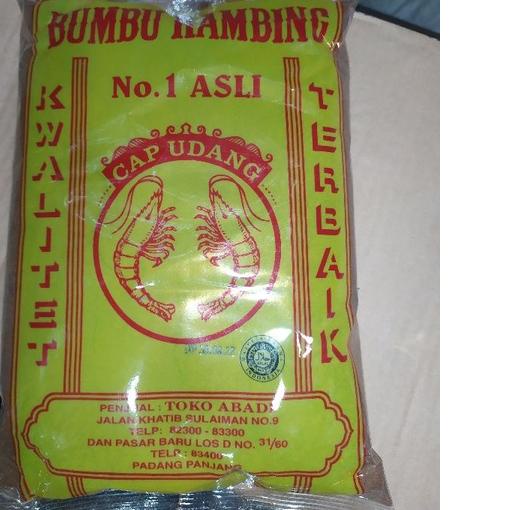 BUMBU KAMBING
No.1 ASLI
KWALITET
TERBAIK
CAP UDANG
PENJUAL : TOKO ABADI
JALAN KHATIB SULAIMAN NO.9
TELP: 82300 - 83300
DAN PASAR BARU LOS D NO. 31/60
TELP : 83400
PADANG PANJANG